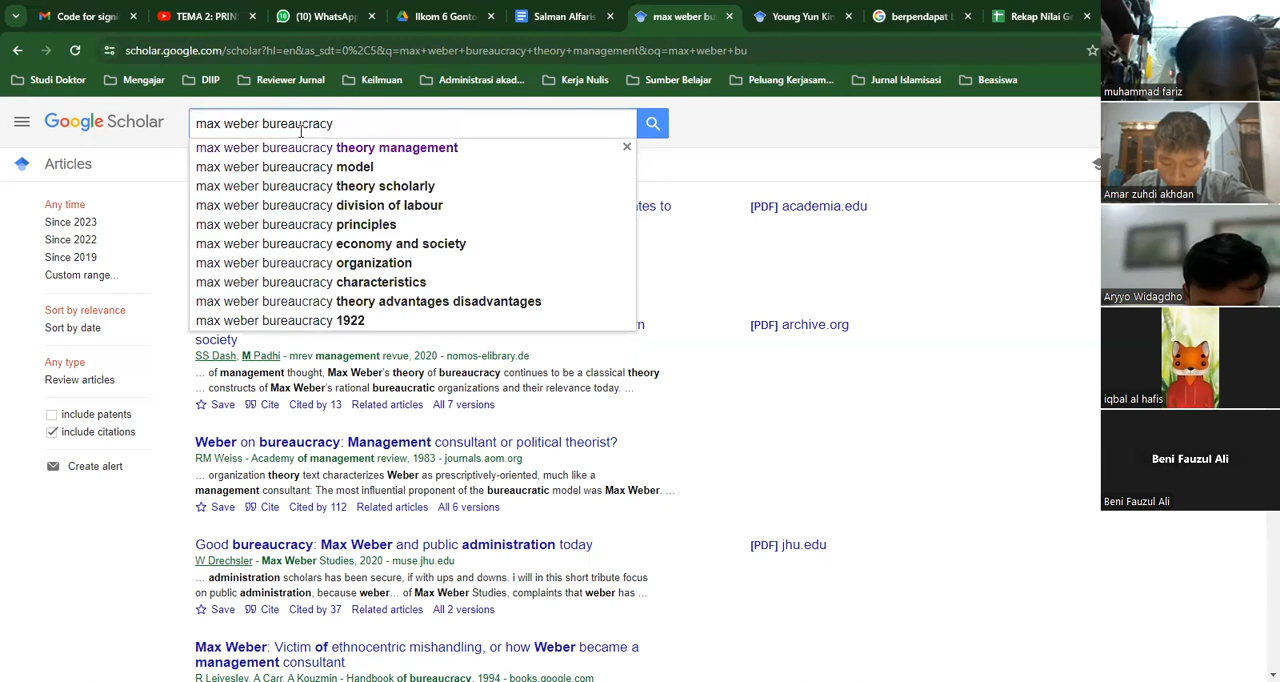 Code for signi
TEMA 2: PRIN
(10) WhatsApp
Ilkom 6 Gonto
Salman Alfaris
max weber bu
Young Yun Kin
berpendapat b
Rekap Nilai Ge
scholar.google.com/scholar?hl=en&as_sdt=0%2C5&q=max+weber+bureaucracy+theory+management&oq=max+weber+bu
Studi Doktor
Mengajar
DIIP
Reviewer Jurnal
Keilmuan
Administrasi akad...
Kerja Nulis
Sumber Belajar
Peluang Kerjasam...
Jurnal Islamisasi
Beasiswa
Google Scholar
max weber bureaucracy
Articles
max weber bureaucracy theory management
max weber bureaucracy model
max weber bureaucracy theory scholarly
max weber bureaucracy division of labour
max weber bureaucracy principles
max weber bureaucracy economy and society
max weber bureaucracy organization
max weber bureaucracy characteristics
max weber bureaucracy theory advantages disadvantages
max weber bureaucracy 1922
Any time
Since 2023
Since 2022
Since 2019
Custom range...
Sort by relevance
Sort by date
Any type
Review articles
include patents
include citations
Create alert
[PDF] academia.edu
[PDF] archive.org
society
SS Dash, M Padhi - mrev management revue, 2020 - nomos-elibrary.de
... of management thought, Max Weber's theory of bureaucracy continues to be a classical theory
... constructs of Max Weber's rational bureaucratic organizations and their relevance today. ...
Save Cite Cited by 13 Related articles All 7 versions
Weber on bureaucracy: Management consultant or political theorist?
RM Weiss - Academy of management review, 1983 - journals.aom.org
... organization theory text characterizes Weber as prescriptively-oriented, much like a
management consultant: The most influential proponent of the bureaucratic model was Max Weber. ...
Save Cite Cited by 112 Related articles All 6 versions
Good bureaucracy: Max Weber and public administration today
[PDF] jhu.edu
W Drechsler - Max Weber Studies, 2020 - muse.jhu.edu
... administration scholars has been secure, if with ups and downs. i will in this short tribute focus
on public administration, because weber... of Max Weber Studies, complaints that weber has ...
Save Cite Cited by 37 Related articles All 2 versions
Max Weber: Victim of ethnocentric mishandling, or how Weber became a
management consultant
R Leivesley, A Carr, A Kouzmin - Handbook of bureaucracy, 1994 - books.google.com
muhammad fariz
Amar zuhdi akhdan
Aryyo Widagdho
iqbal al hafis
Beni Fauzul Ali
Beni Fauzul Ali